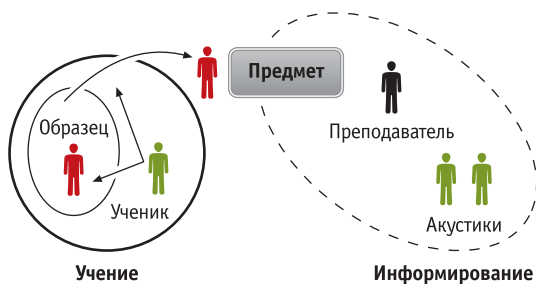 Предмет
Образец
Преподаватель
Ученик
Акустики
Учение
Информирование